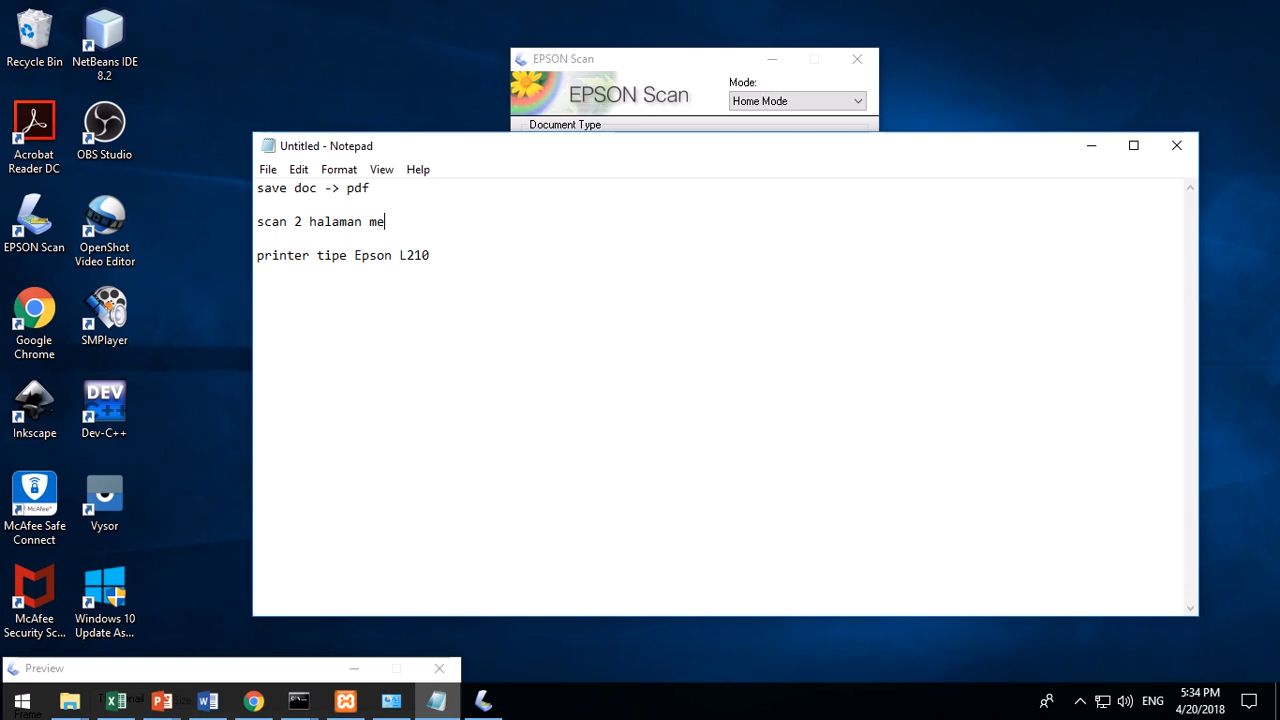 Recycle Bin
NetBeans IDE
8.2
Acrobat
Reader DC
OBS Studio
EPSON Scan
OpenShot
Video Editor
Google
Chrome
SMPlayer
Inkscape
DEV
C++
Dev-C++
McAfee Safe
Connect
Vysor
McAfee
Security Sc...
Windows 10
Update As...
EPSON Scan
EPSON Scan
Mode:
Home Mode
Document Type
Untitled - Notepad
File Edit Format View Help
save doc -> pdf
scan 2 halaman me
printer tipe Epson L210
Preview
ENG
5:34 PM
4/20/2018